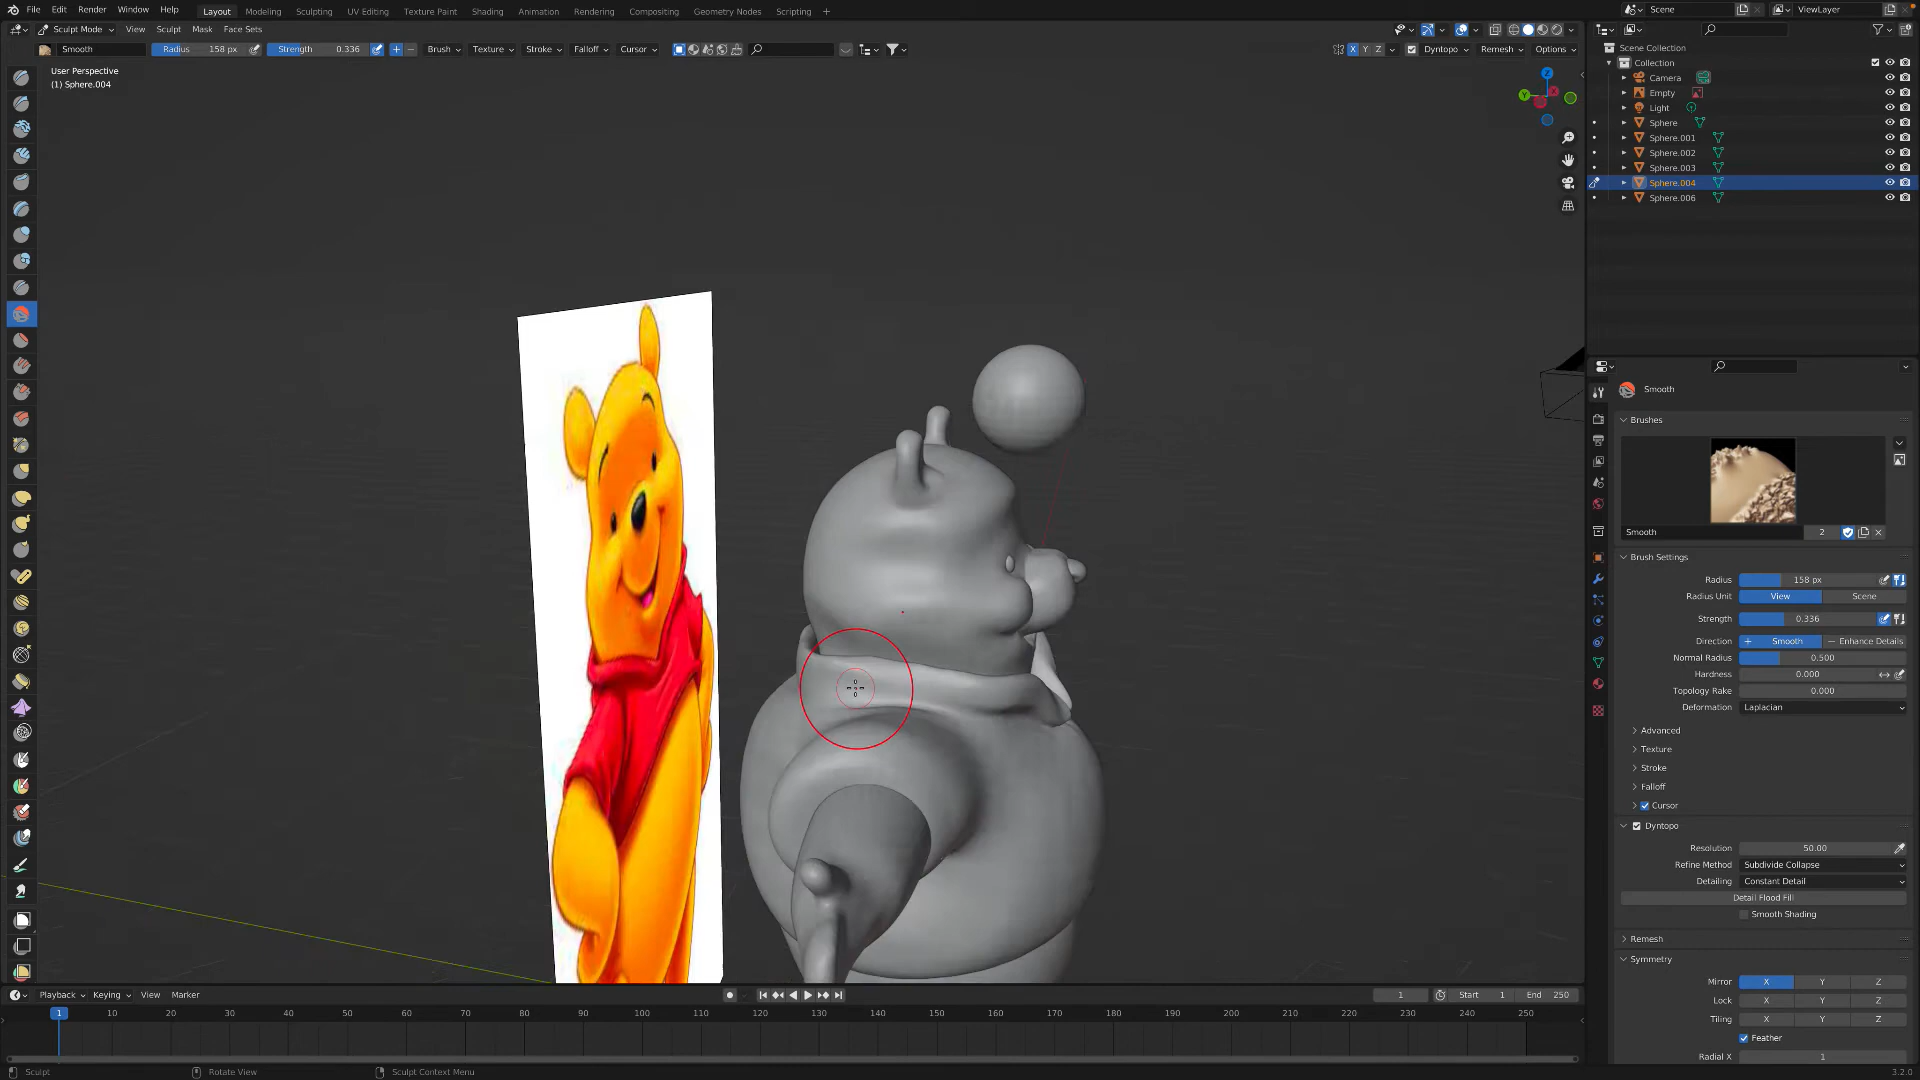 File Edit Render Window Help Layout Modeling Sculpting UV Editing Texture Paint Shading Animation Rendering Compositing Geometry Nodes Scripting + Scene ViewLayer
Sculpt Mode View Sculpt Mask Face Sets
Smooth Radius 158 px Strength 0.336 + − Brush Texture Stroke Falloff Cursor X Y Z Dyntopo Remesh Options
User Perspective
(1) Sphere.004
Z
Y
X
Scene Collection
Collection
Camera
Empty
Light
Sphere
Sphere.001
Sphere.002
Sphere.003
Sphere.004
Sphere.006
Smooth
Brushes
Smooth 2
Brush Settings
Radius 158 px
Radius Unit View Scene
Strength 0.336
Direction + Smooth − Enhance Details
Normal Radius 0.500
Hardness 0.000
Topology Rake 0.000
Deformation Laplacian
Advanced
Texture
Stroke
Falloff
Cursor
Dyntopo
Resolution 50.00
Refine Method Subdivide Collapse
Detailing Constant Detail
Detail Flood Fill
Smooth Shading
Remesh
Symmetry
Mirror X Y Z
Lock X Y Z
Tiling X Y Z
Feather
Radial X 1
Playback Keying View Marker 1 Start 1 End 250
1 10 20 30 40 50 60 70 80 90 100 110 120 130 140 150 160 170 180 190 200 210 220 230 240 250
Sculpt Rotate View Sculpt Context Menu 3.2.0